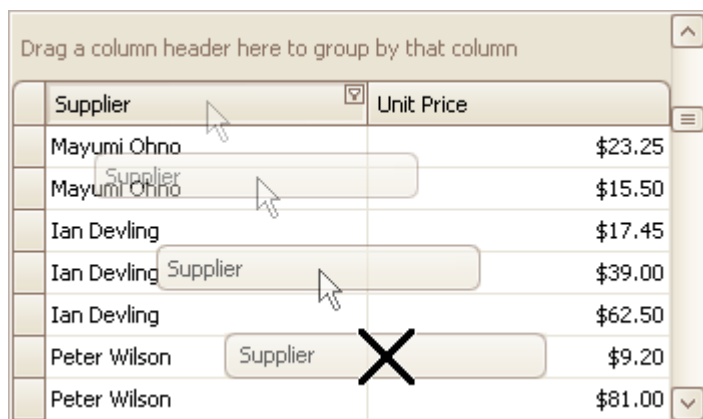 Drag a column header here to group by that column
Supplier Unit Price
Mayumi Ohno $23.25
Supplier
Mayumi Ohno $15.50
Ian Devling $17.45
Ian Devling Supplier $39.00
Ian Devling $62.50
Peter Wilson Supplier $9.20
Peter Wilson $81.00